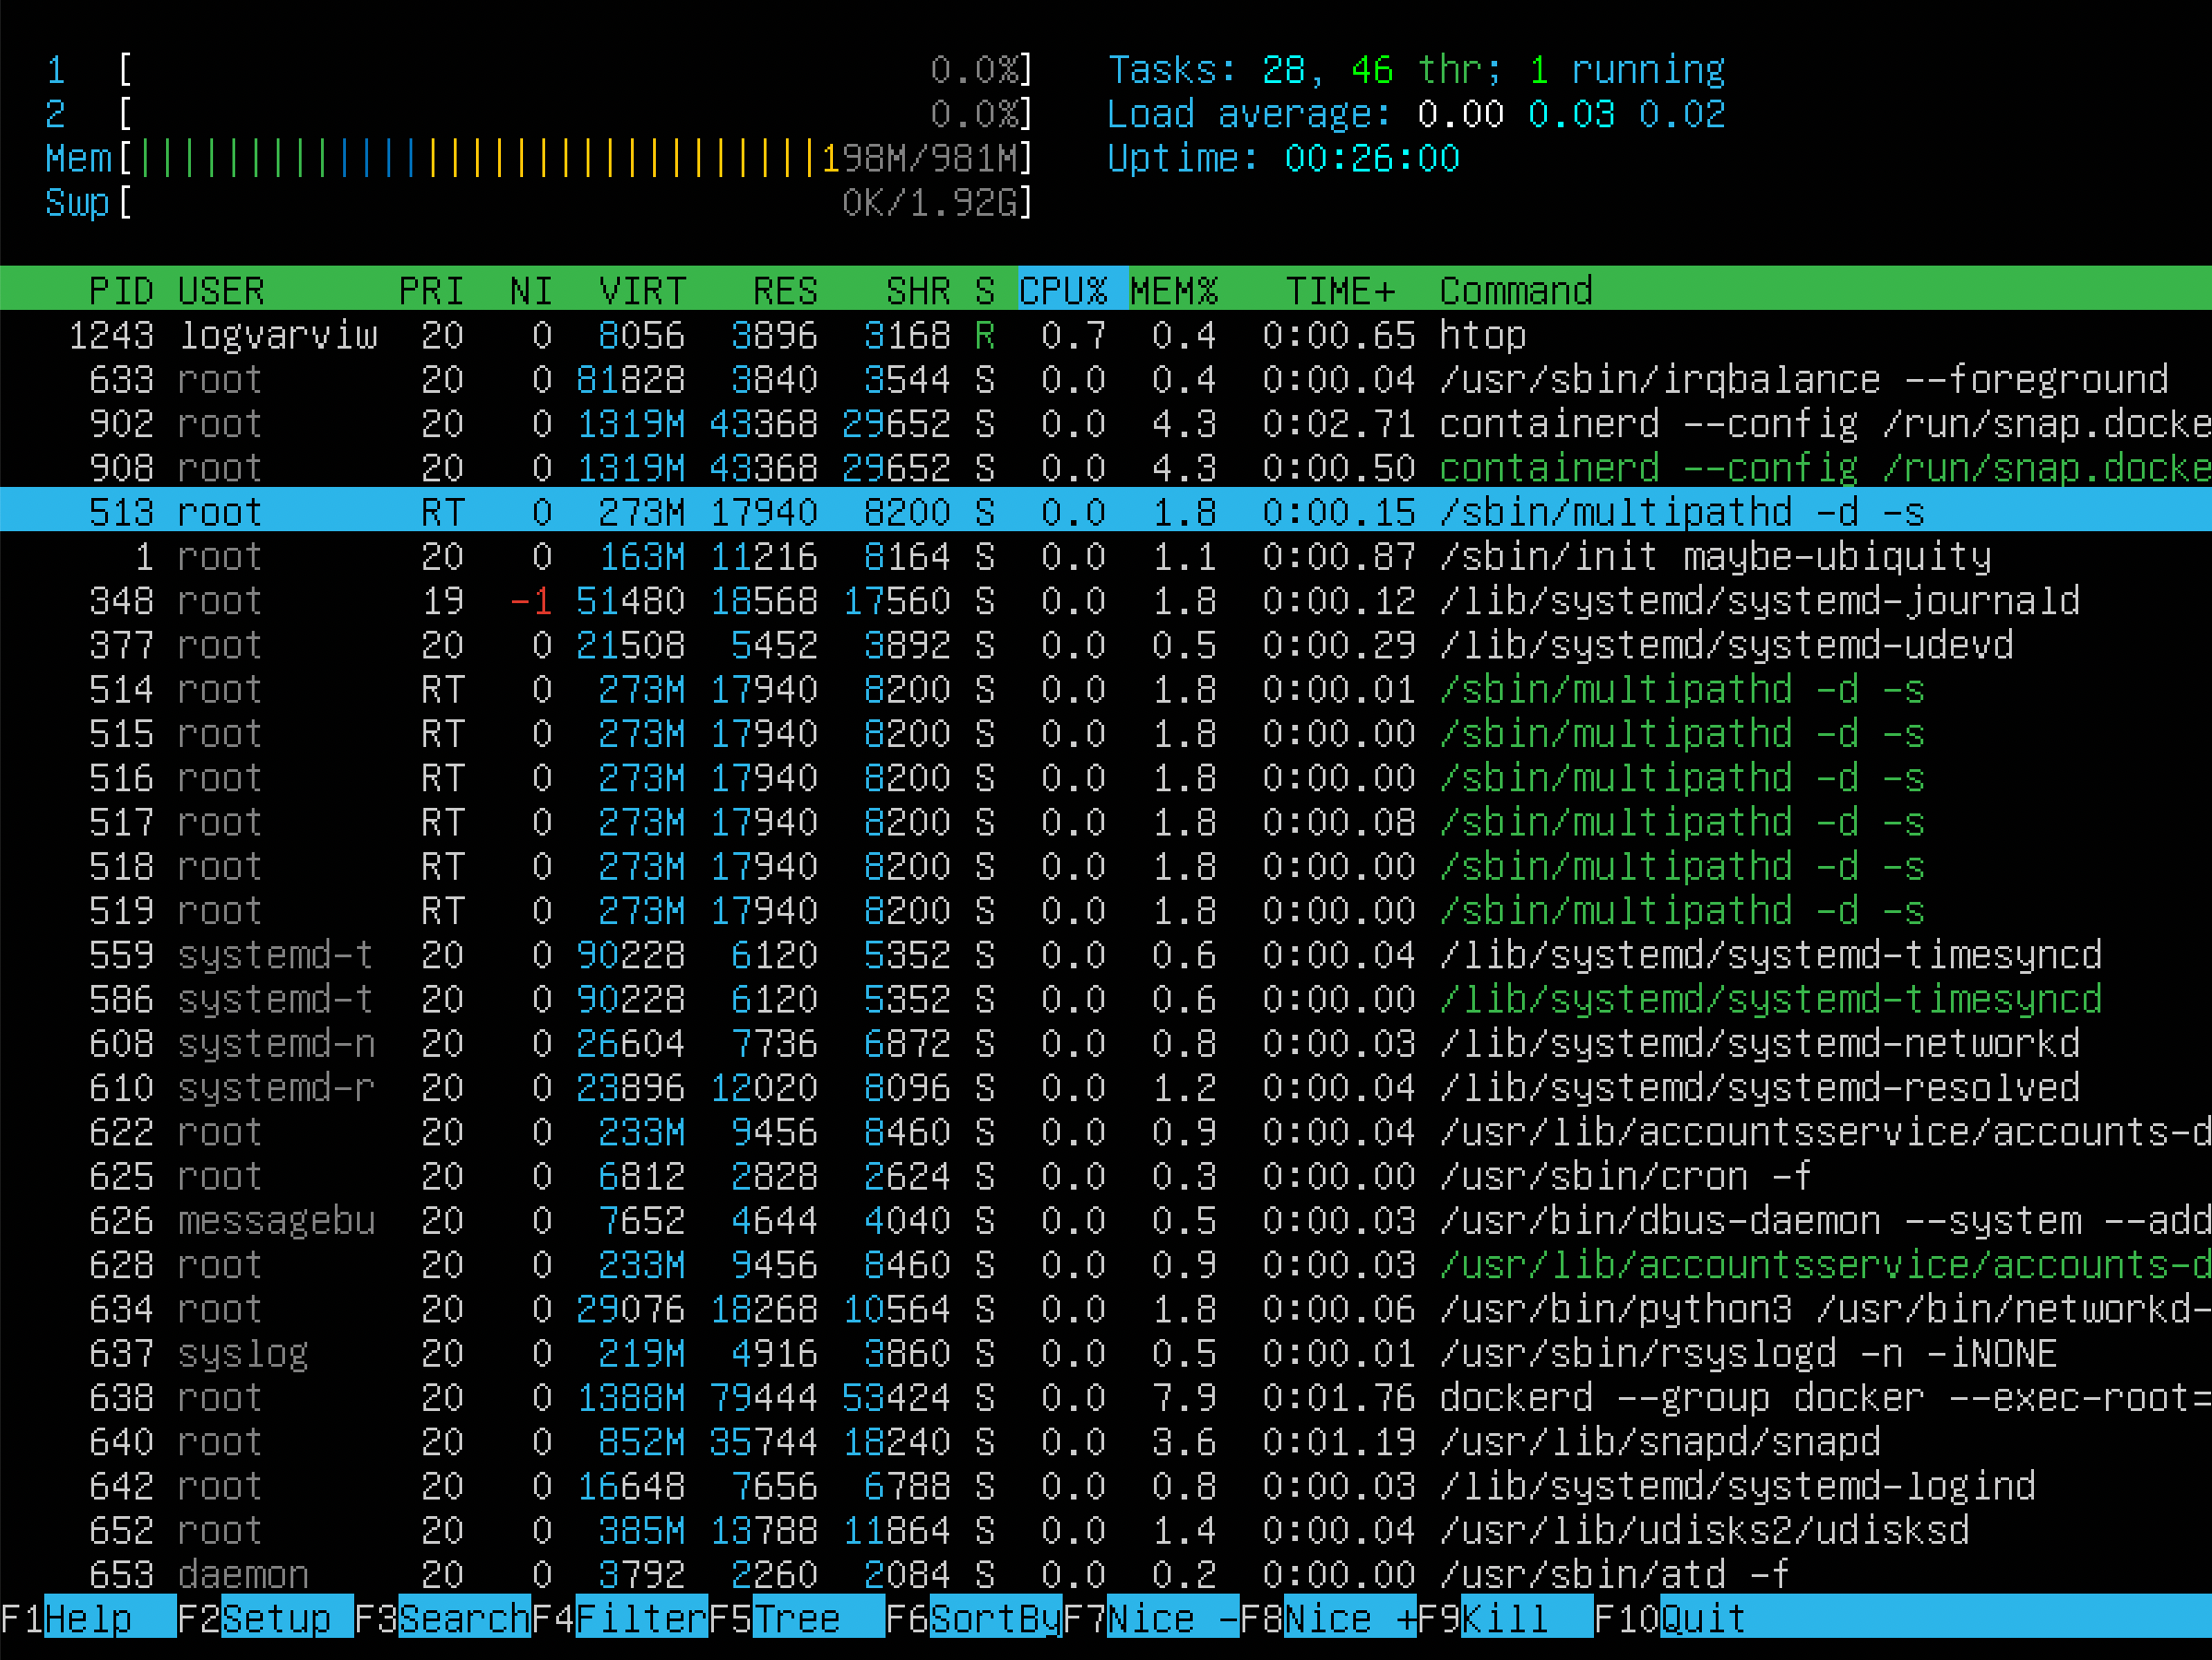 1 [ 0.0%] Tasks: 28, 46 thr; 1 running
2 [ 0.0%] Load average: 0.00 0.03 0.02
Mem[||||||||||||||||||||||||||||||||198M/981M] Uptime: 00:26:00
Swp[ 0K/1.92G]
PID USER PRI NI VIRT RES SHR S CPU% MEM% TIME+ Command
1243 logvarviw 20 0 8056 3896 3168 R 0.7 0.4 0:00.65 htop
633 root 20 0 81828 3840 3544 S 0.0 0.4 0:00.04 /usr/sbin/irqbalance --foreground
902 root 20 0 1319M 43368 29652 S 0.0 4.3 0:02.71 containerd --config /run/snap.docke
908 root 20 0 1319M 43368 29652 S 0.0 4.3 0:00.50 containerd --config /run/snap.docke
513 root RT 0 273M 17940 8200 S 0.0 1.8 0:00.15 /sbin/multipathd -d -s
1 root 20 0 163M 11216 8164 S 0.0 1.1 0:00.87 /sbin/init maybe-ubiquity
348 root 19 -1 51480 18568 17560 S 0.0 1.8 0:00.12 /lib/systemd/systemd-journald
377 root 20 0 21508 5452 3892 S 0.0 0.5 0:00.29 /lib/systemd/systemd-udevd
514 root RT 0 273M 17940 8200 S 0.0 1.8 0:00.01 /sbin/multipathd -d -s
515 root RT 0 273M 17940 8200 S 0.0 1.8 0:00.00 /sbin/multipathd -d -s
516 root RT 0 273M 17940 8200 S 0.0 1.8 0:00.00 /sbin/multipathd -d -s
517 root RT 0 273M 17940 8200 S 0.0 1.8 0:00.08 /sbin/multipathd -d -s
518 root RT 0 273M 17940 8200 S 0.0 1.8 0:00.00 /sbin/multipathd -d -s
519 root RT 0 273M 17940 8200 S 0.0 1.8 0:00.00 /sbin/multipathd -d -s
559 systemd-t 20 0 90228 6120 5352 S 0.0 0.6 0:00.04 /lib/systemd/systemd-timesyncd
586 systemd-t 20 0 90228 6120 5352 S 0.0 0.6 0:00.00 /lib/systemd/systemd-timesyncd
608 systemd-n 20 0 26604 7736 6872 S 0.0 0.8 0:00.03 /lib/systemd/systemd-networkd
610 systemd-r 20 0 23896 12020 8096 S 0.0 1.2 0:00.04 /lib/systemd/systemd-resolved
622 root 20 0 233M 9456 8460 S 0.0 0.9 0:00.04 /usr/lib/accountsservice/accounts-d
625 root 20 0 6812 2828 2624 S 0.0 0.3 0:00.00 /usr/sbin/cron -f
626 messagebu 20 0 7652 4644 4040 S 0.0 0.5 0:00.03 /usr/bin/dbus-daemon --system --add
628 root 20 0 233M 9456 8460 S 0.0 0.9 0:00.03 /usr/lib/accountsservice/accounts-d
634 root 20 0 29076 18268 10564 S 0.0 1.8 0:00.06 /usr/bin/python3 /usr/bin/networkd-
637 syslog 20 0 219M 4916 3860 S 0.0 0.5 0:00.01 /usr/sbin/rsyslogd -n -iNONE
638 root 20 0 1388M 79444 53424 S 0.0 7.9 0:01.76 dockerd --group docker --exec-root=
640 root 20 0 852M 35744 18240 S 0.0 3.6 0:01.19 /usr/lib/snapd/snapd
642 root 20 0 16648 7656 6788 S 0.0 0.8 0:00.03 /lib/systemd/systemd-logind
652 root 20 0 385M 13788 11864 S 0.0 1.4 0:00.04 /usr/lib/udisks2/udisksd
653 daemon 20 0 3792 2260 2084 S 0.0 0.2 0:00.00 /usr/sbin/atd -f
F1Help F2Setup F3SearchF4FilterF5Tree F6SortByF7Nice -F8Nice +F9Kill F10Quit